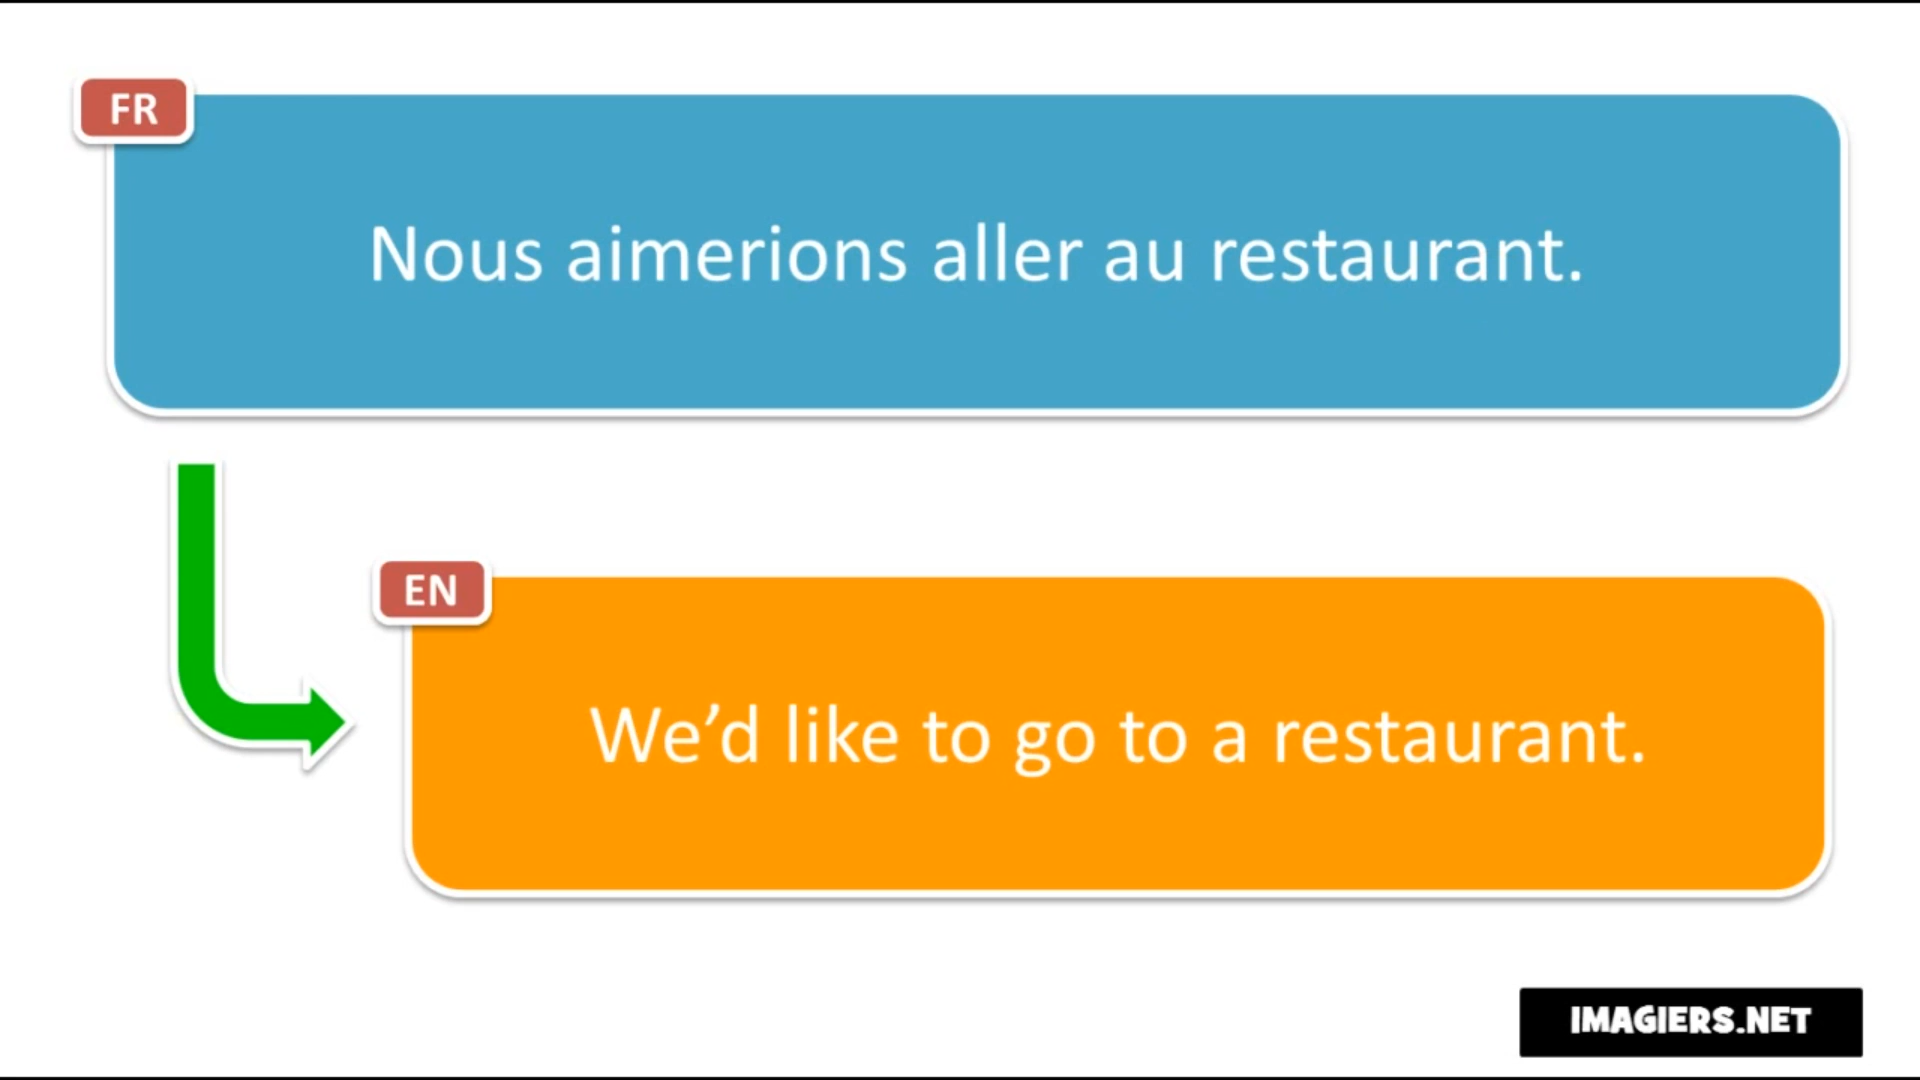 FR
Nous aimerions aller au restaurant.
EN
We’d like to go to a restaurant.
IMAGIERS.NET